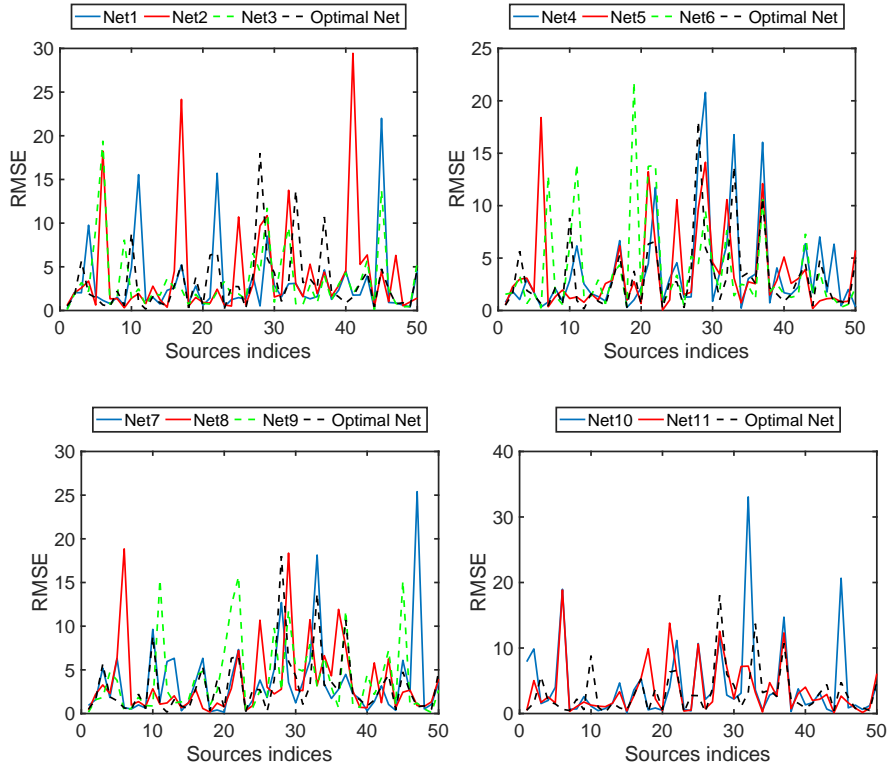 Net1 Net2 Net3 Optimal Net
30
25
20
15
10
5
0
RMSE
0 10 20 30 40 50
Sources indices
Net4 Net5 Net6 Optimal Net
25
20
15
10
5
0
RMSE
0 10 20 30 40 50
Sources indices
Net7 Net8 Net9 Optimal Net
30
25
20
15
10
5
0
RMSE
0 10 20 30 40 50
Sources indices
Net10 Net11 Optimal Net
40
30
20
10
0
RMSE
0 10 20 30 40 50
Sources indices